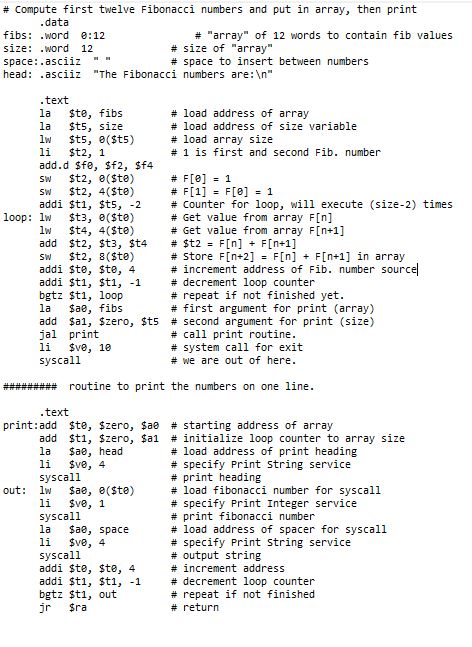 # Compute first twelve Fibonacci numbers and put in array, then print
      .data
fibs: .word  0:12              # "array" of 12 words to contain fib values
size: .word  12             # size of "array"
space:.asciiz  " "          # space to insert between numbers
head: .asciiz  "The Fibonacci numbers are:\n"

      .text
      la   $t0, fibs        # load address of array
      la   $t5, size        # load address of size variable
      lw   $t5, 0($t5)      # load array size
      li   $t2, 1           # 1 is first and second Fib. number
      add.d $f0, $f2, $f4
      sw   $t2, 0($t0)      # F[0] = 1
      sw   $t2, 4($t0)      # F[1] = F[0] = 1
      addi $t1, $t5, -2     # Counter for loop, will execute (size-2) times
loop: lw   $t3, 0($t0)      # Get value from array F[n]
      lw   $t4, 4($t0)      # Get value from array F[n+1]
      add  $t2, $t3, $t4    # $t2 = F[n] + F[n+1]
      sw   $t2, 8($t0)      # Store F[n+2] = F[n] + F[n+1] in array
      addi $t0, $t0, 4      # increment address of Fib. number source
      addi $t1, $t1, -1     # decrement loop counter
      bgtz $t1, loop        # repeat if not finished yet.
      la   $a0, fibs        # first argument for print (array)
      add  $a1, $zero, $t5  # second argument for print (size)
      jal  print            # call print routine.
      li   $v0, 10          # system call for exit
      syscall               # we are out of here.

#########  routine to print the numbers on one line.

      .text
print:add  $t0, $zero, $a0  # starting address of array
      add  $t1, $zero, $a1  # initialize loop counter to array size
      la   $a0, head        # load address of print heading
      li   $v0, 4           # specify Print String service
      syscall               # print heading
out:  lw   $a0, 0($t0)      # load fibonacci number for syscall
      li   $v0, 1           # specify Print Integer service
      syscall               # print fibonacci number
      la   $a0, space       # load address of spacer for syscall
      li   $v0, 4           # specify Print String service
      syscall               # output string
      addi $t0, $t0, 4      # increment address
      addi $t1, $t1, -1     # decrement loop counter
      bgtz $t1, out         # repeat if not finished
      jr   $ra              # return